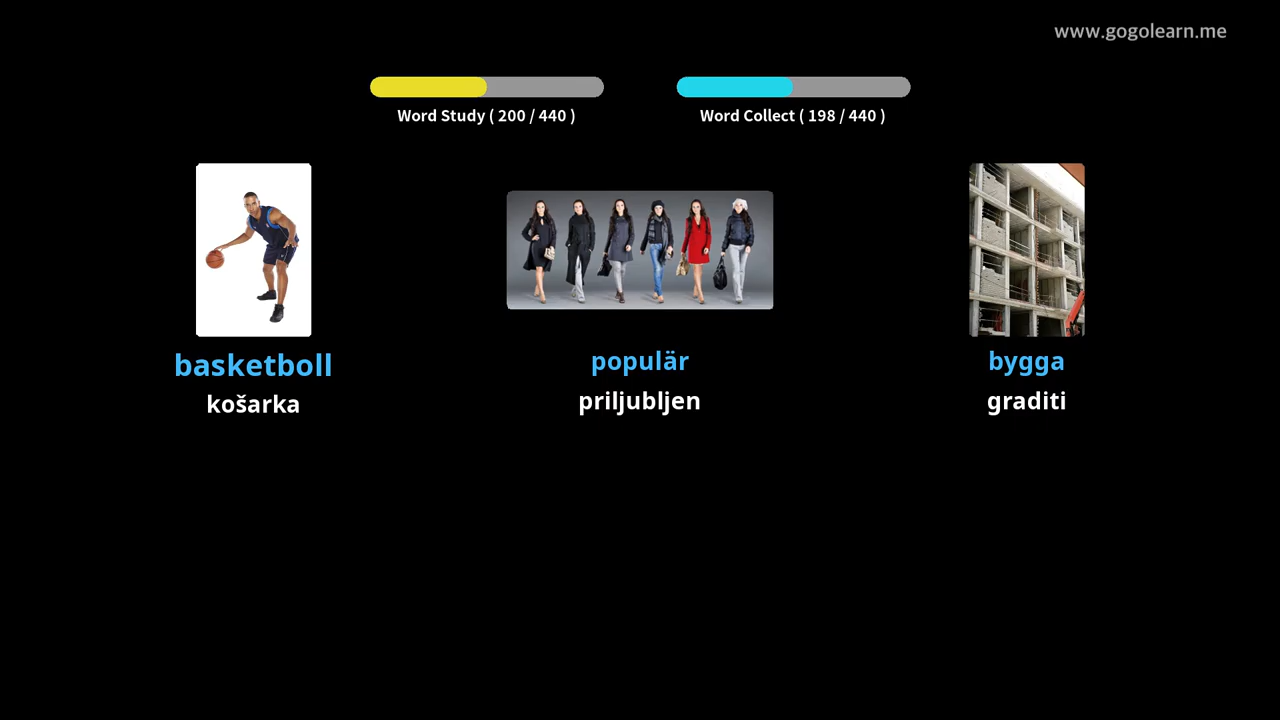 www.gogolearn.me
Word Study ( 200 / 440 )
Word Collect ( 198 / 440 )
basketboll
košarka
populär
priljubljen
bygga
graditi